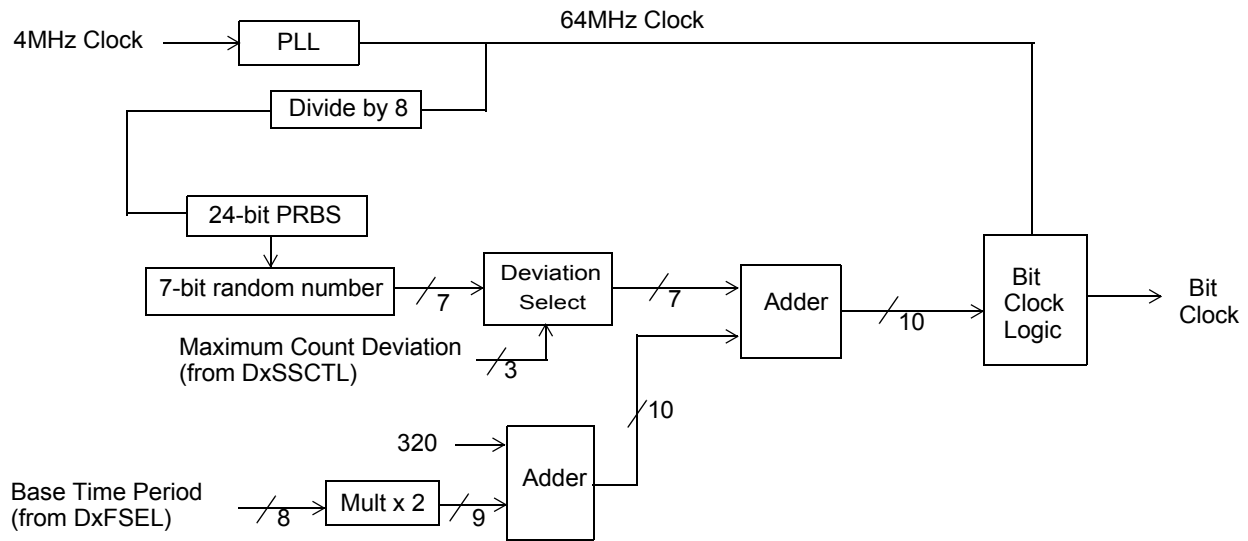 64MHz Clock
4MHz Clock
PLL
Divide by 8
24-bit PRBS
7-bit random number
7
Deviation
Select
7
Adder
10
Bit
Clock
Logic
Bit
Clock
Maximum Count Deviation
(from DxSSCTL)
3
10
320
Adder
Base Time Period
(from DxFSEL)
8
Mult x 2
9